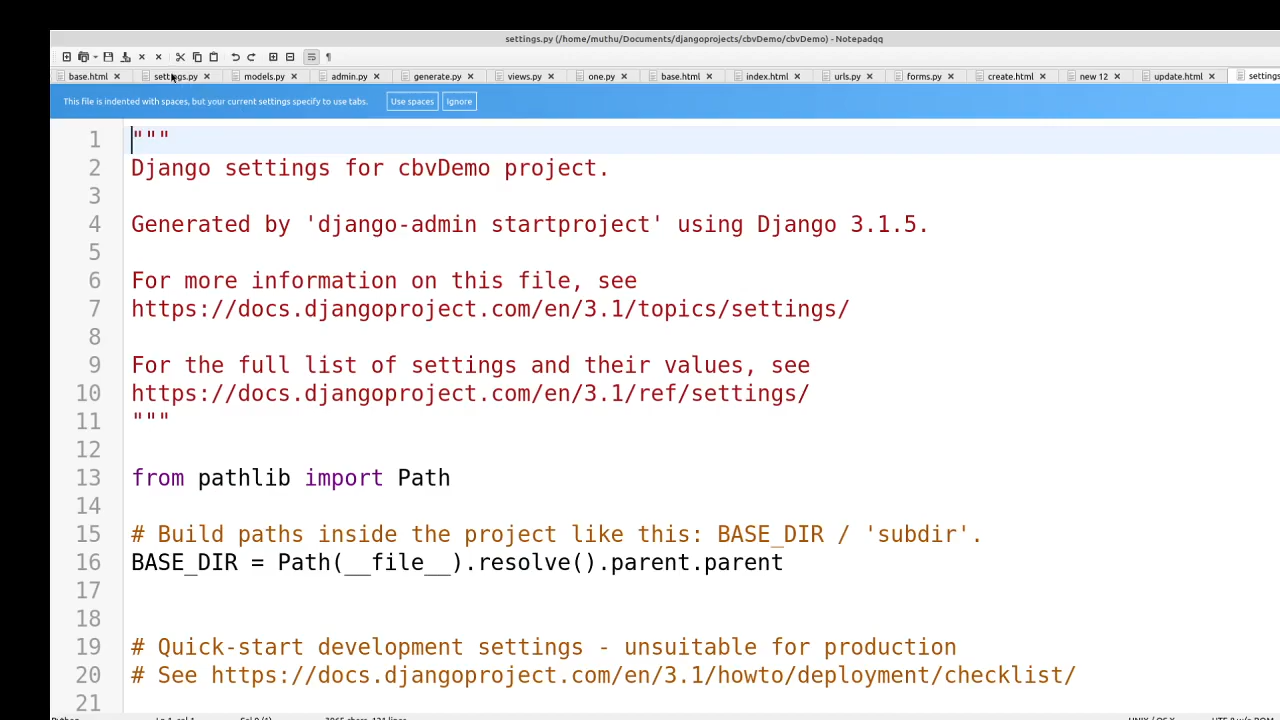 settings.py (/home/muthu/Documents/djangoprojects/cbvDemo/cbvDemo) - Notepadqq
base.html settings.py models.py admin.py generate.py views.py one.py base.html index.html urls.py forms.py create.html new 12 update.html settings
This file is indented with spaces, but your current settings specify to use tabs. Use spaces Ignore
1 """
2 Django settings for cbvDemo project.
3
4 Generated by 'django-admin startproject' using Django 3.1.5.
5
6 For more information on this file, see
7 https://docs.djangoproject.com/en/3.1/topics/settings/
8
9 For the full list of settings and their values, see
10 https://docs.djangoproject.com/en/3.1/ref/settings/
11 """
12
13 from pathlib import Path
14
15 # Build paths inside the project like this: BASE_DIR / 'subdir'.
16 BASE_DIR = Path(__file__).resolve().parent.parent
17
18
19 # Quick-start development settings - unsuitable for production
20 # See https://docs.djangoproject.com/en/3.1/howto/deployment/checklist/
21